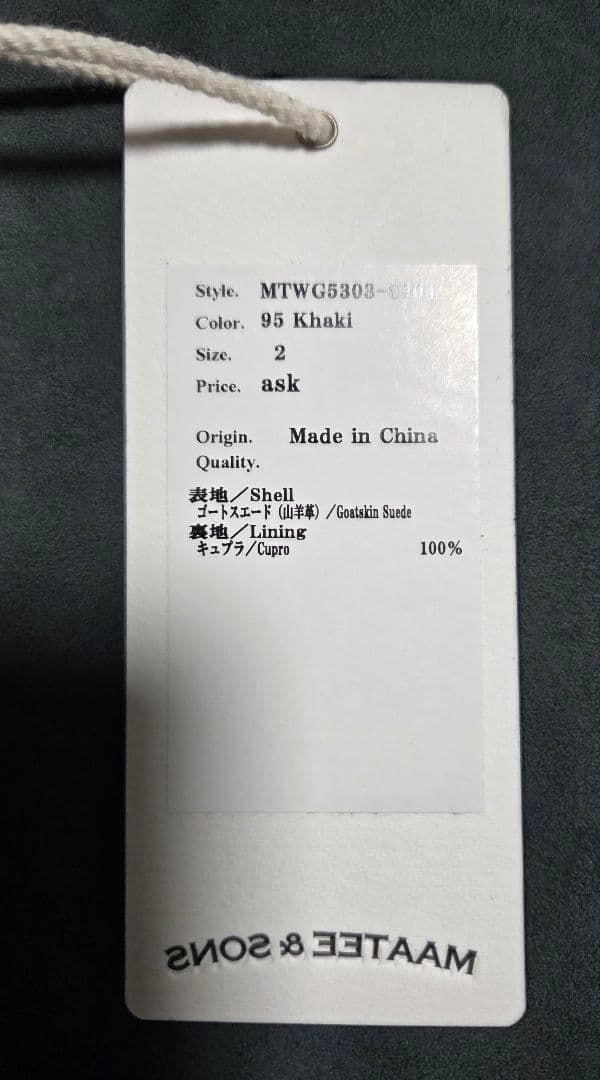 Style. MTWG5303-
Color. 95 Khaki
Size. 2
Price. ask
Origin. Made in China
Quality.
表地／Shell
ゴートスエード（山羊革）/Goatskin Suede
裏地／Lining
キュプラ/Cupro 100%
MAATEE & SONS